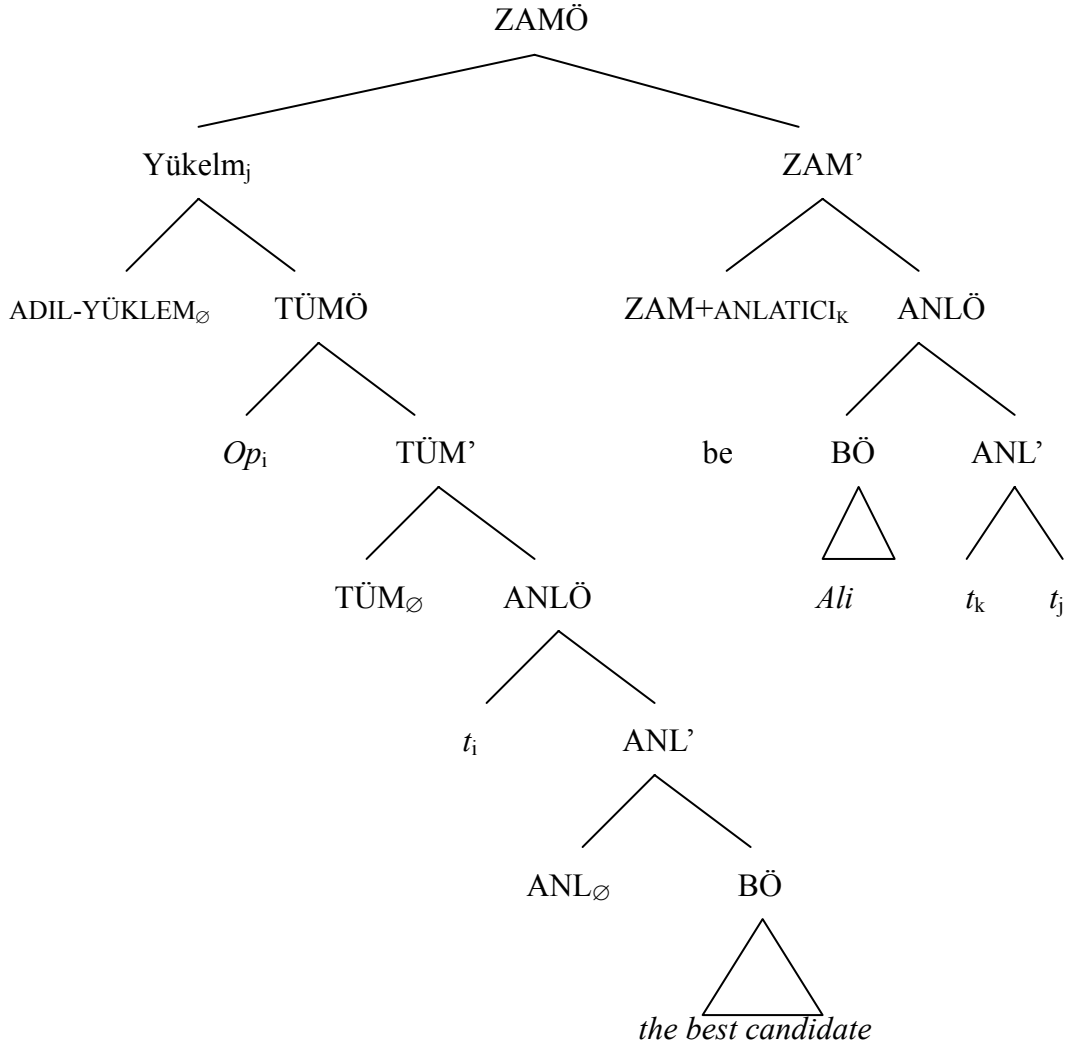 ZAMÖ
Yükelmj ZAM’
ADIL-YÜKLEM∅ TÜMÖ ZAM+ANLATICIK ANLÖ
Opi TÜM’ be BÖ ANL’
TÜM∅ ANLÖ Ali tk tj
ti ANL’
ANL∅ BÖ
the best candidate